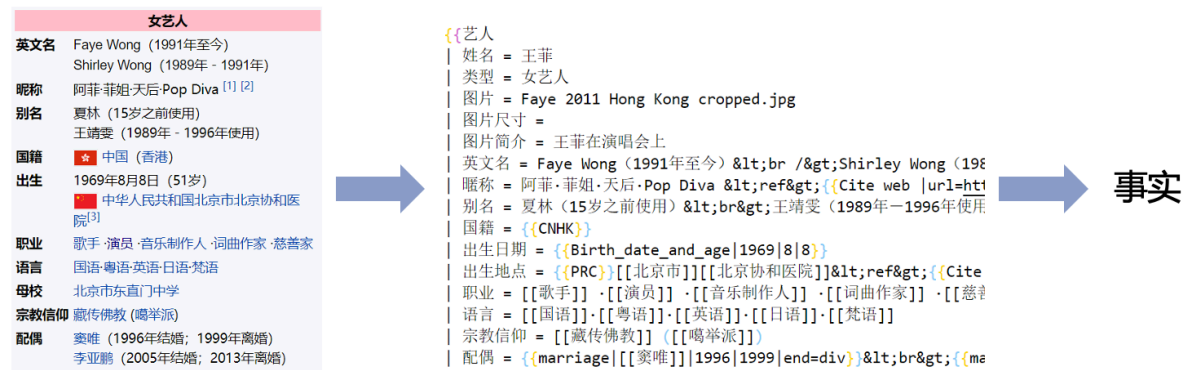 女艺人
英文名 Faye Wong（1991年至今）
Shirley Wong（1989年 - 1991年）
昵称 阿菲·菲姐·天后·Pop Diva [1] [2]
别名 夏林（15岁之前使用）
王靖雯（1989年 - 1996年使用）
国籍 中国（香港）
出生 1969年8月8日（51岁）
中华人民共和国北京市北京协和医
院[3]
职业 歌手 ·演员 ·音乐制作人 ·词曲作家 ·慈善家
语言 国语·粤语·英语·日语·梵语
母校 北京市东直门中学
宗教信仰 藏传佛教 (噶举派)
配偶 窦唯（1996年结婚；1999年离婚）
李亚鹏（2005年结婚；2013年离婚）
{{艺人
| 姓名 = 王菲
| 类型 = 女艺人
| 图片 = Faye 2011 Hong Kong cropped.jpg
| 图片尺寸 =
| 图片简介 = 王菲在演唱会上
| 英文名 = Faye Wong（1991年至今）&lt;br /&gt;Shirley Wong（198
| 暱称 = 阿菲·菲姐·天后·Pop Diva &lt;ref&gt;{{Cite web |url=htt
| 别名 = 夏林（15岁之前使用）&lt;br&gt;王靖雯（1989年－1996年使用
| 国籍 = {{CNHK}}
| 出生日期 = {{Birth_date_and_age|1969|8|8}}
| 出生地点 = {{PRC}}[[北京市]][[北京协和医院]]&lt;ref&gt;{{Cite
| 职业 = [[歌手]] ·[[演员]] ·[[音乐制作人]] ·[[词曲作家]] ·[[慈善
| 语言 = [[国语]]·[[粤语]]·[[英语]]·[[日语]]·[[梵语]]
| 宗教信仰 = [[藏传佛教]] ([[噶举派]])
| 配偶 = {{marriage|[[窦唯]]|1996|1999|end=div}}&lt;br&gt;{{ma
事实